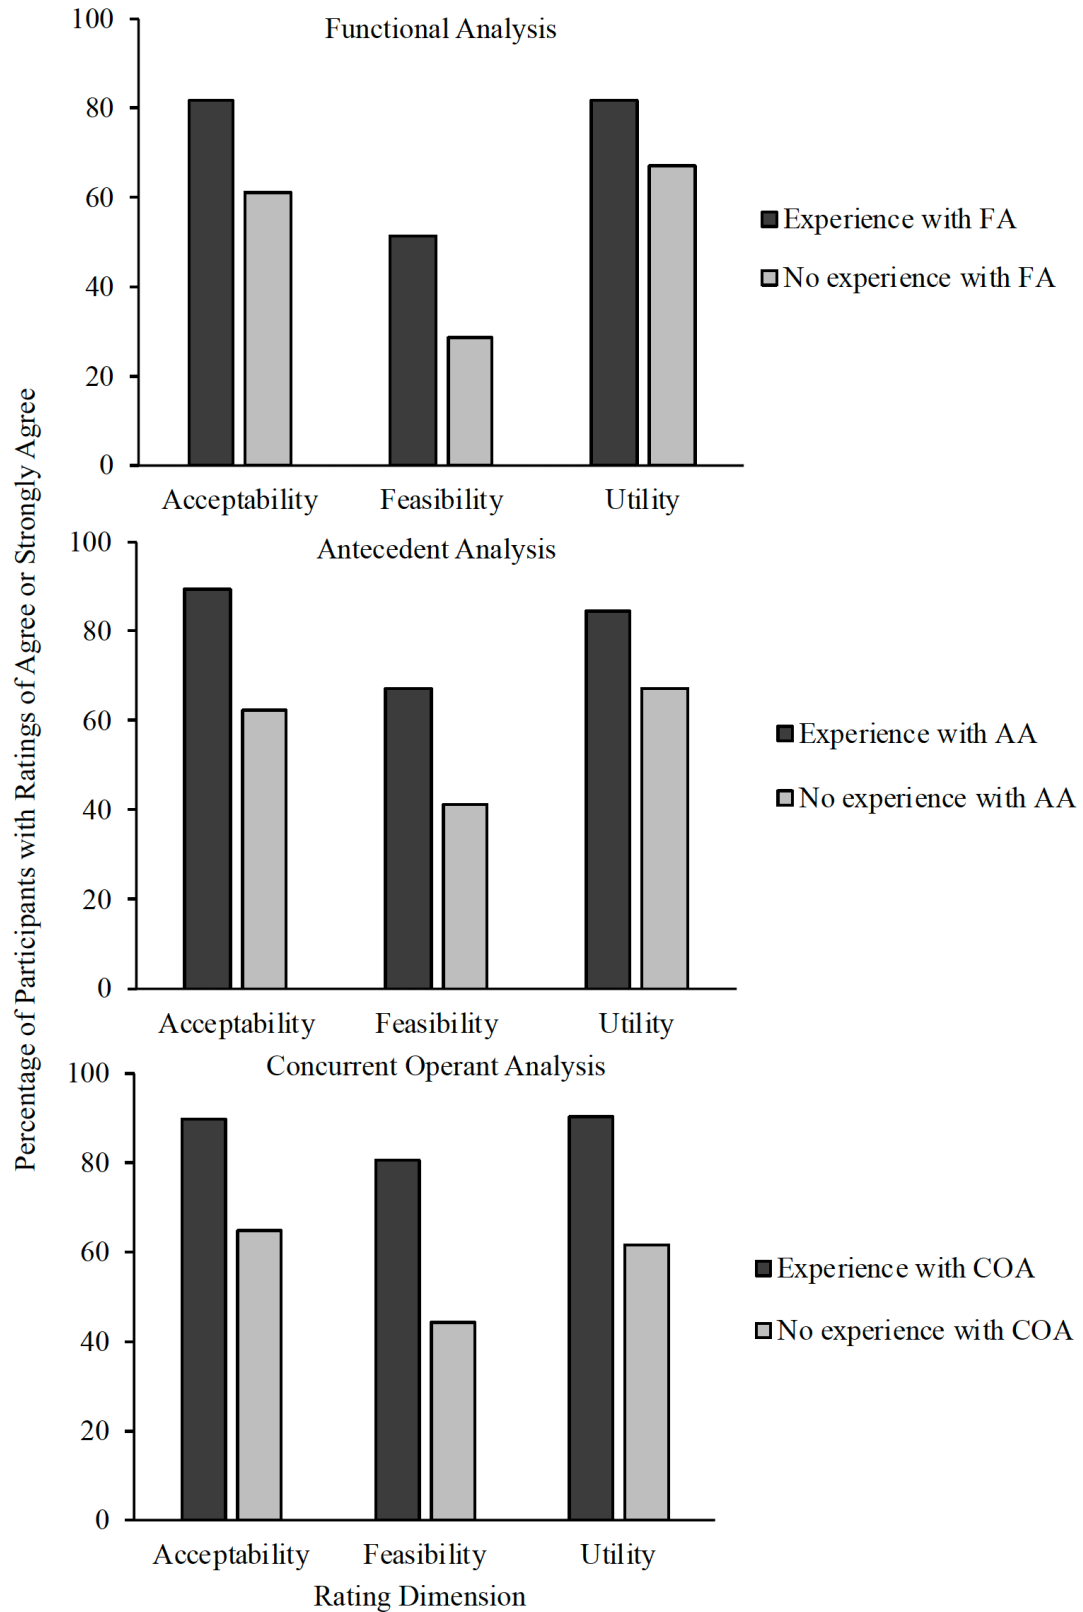 Percentage of Participants with Ratings of Agree or Strongly Agree
Functional Analysis
100
80
60
40
20
0
Acceptability Feasibility Utility
Experience with FA
No experience with FA
Antecedent Analysis
100
80
60
40
20
0
Acceptability Feasibility Utility
Experience with AA
No experience with AA
Concurrent Operant Analysis
100
80
60
40
20
0
Acceptability Feasibility Utility
Experience with COA
No experience with COA
Rating Dimension